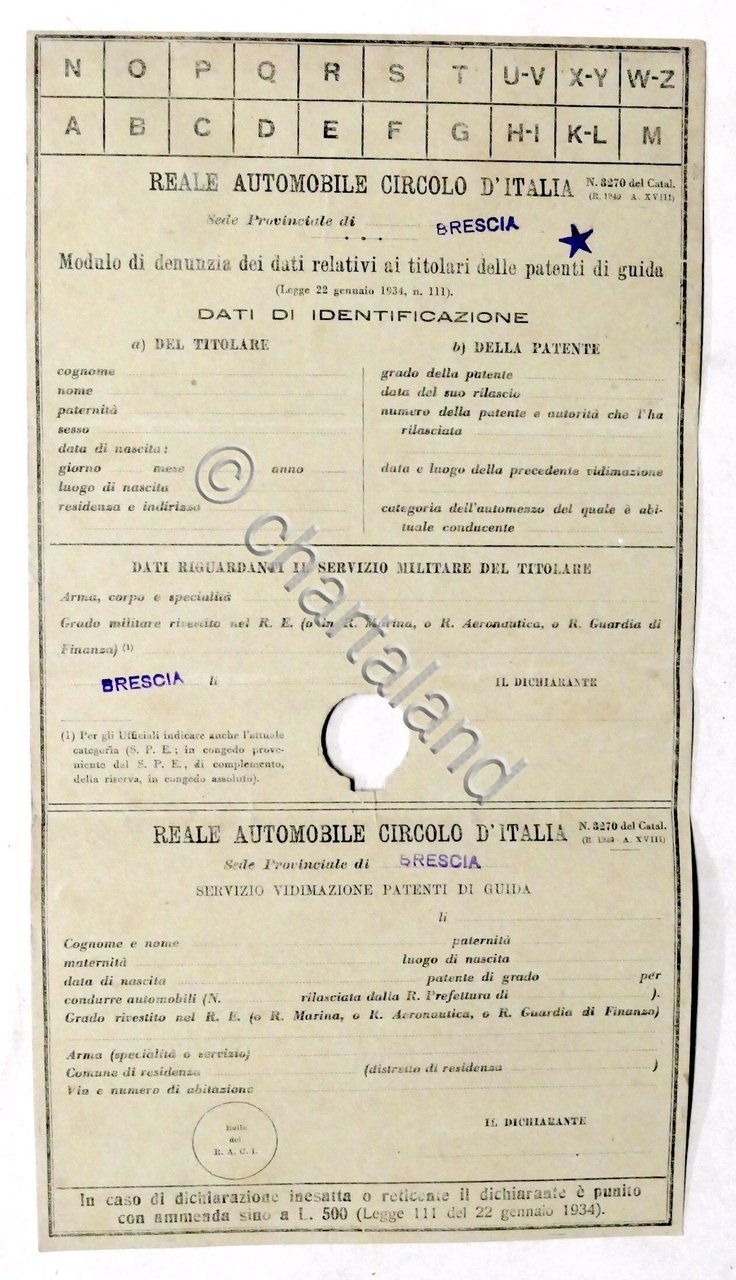 N O P Q R S T U-V X-Y W-Z
A B C D E F G H-I K-L M
REALE AUTOMOBILE CIRCOLO D'ITALIA N. 3270 del Catal.
(R. 1940 A. XVIII)
Sede Provinciale di BRESCIA
Modulo di denunzia dei dati relativi ai titolari delle patenti di guida
(Legge 22 gennaio 1934, n. 111).
DATI DI IDENTIFICAZIONE
a) DEL TITOLARE
cognome
nome
paternità
sesso
data di nascita:
giorno mese anno
luogo di nascita
residenza e indirizzo
b) DELLA PATENTE
grado della patente
data del suo rilascio
numero della patente e autorità che l'ha
rilasciata
data e luogo della precedente vidimazione
categoria dell'automezzo del quale è abi-
tuale conducente
DATI RIGUARDANTI IL SERVIZIO MILITARE DEL TITOLARE
Arma, corpo e specialità
Grado militare rivestito nel R. E. (o in R. Marina, o R. Aeronautica, o R. Guardia di
Finanza) (1)
BRESCIA li IL DICHIARANTE
(1) Per gli Ufficiali indicare anche l'attuale
categoria (S. P. E.; in congedo prove-
niente dal S. P. E., di complemento,
della riserva, in congedo assoluto).
© chartaland
REALE AUTOMOBILE CIRCOLO D'ITALIA N. 3270 del Catal.
(R. 1940 A. XVIII)
Sede Provinciale di BRESCIA
SERVIZIO VIDIMAZIONE PATENTI DI GUIDA
li
Cognome e nome paternità
maternità luogo di nascita
data di nascita patente di grado per
condurre automobili (N. rilasciata dalla R. Prefettura di ).
Grado rivestito nel R. E. (o R. Marina, o R. Aeronautica, o R. Guardia di Finanza)
Arma (specialità o servizio)
Comune di residenza (distretto di residenza )
Via e numero di abitazione
Bollo
del
R. A. C. I.
IL DICHIARANTE
In caso di dichiarazione inesatta o reticente il dichiarante è punito
con ammenda sino a L. 500 (Legge 111 del 22 gennaio 1934).